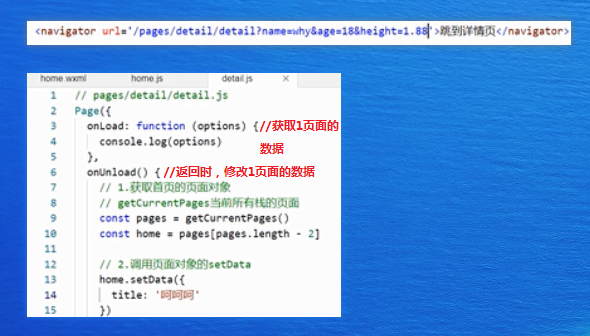 <navigator url='/pages/detail/detail?name=why&age=18&height=1.88'>跳到详情页</navigator>
home.wxml home.js detail.js ×
1 // pages/detail/detail.js
2 Page({
3 onLoad: function (options) { //获取1页面的
数据
4 console.log(options)
5 },
6 onUnload() { //返回时，修改1页面的数据
7 // 1.获取首页的页面对象
8 // getCurrentPages当前所有栈的页面
9 const pages = getCurrentPages()
10 const home = pages[pages.length - 2]
11
12 // 2.调用页面对象的setData
13 home.setData({
14 title: '呵呵呵'
15 })